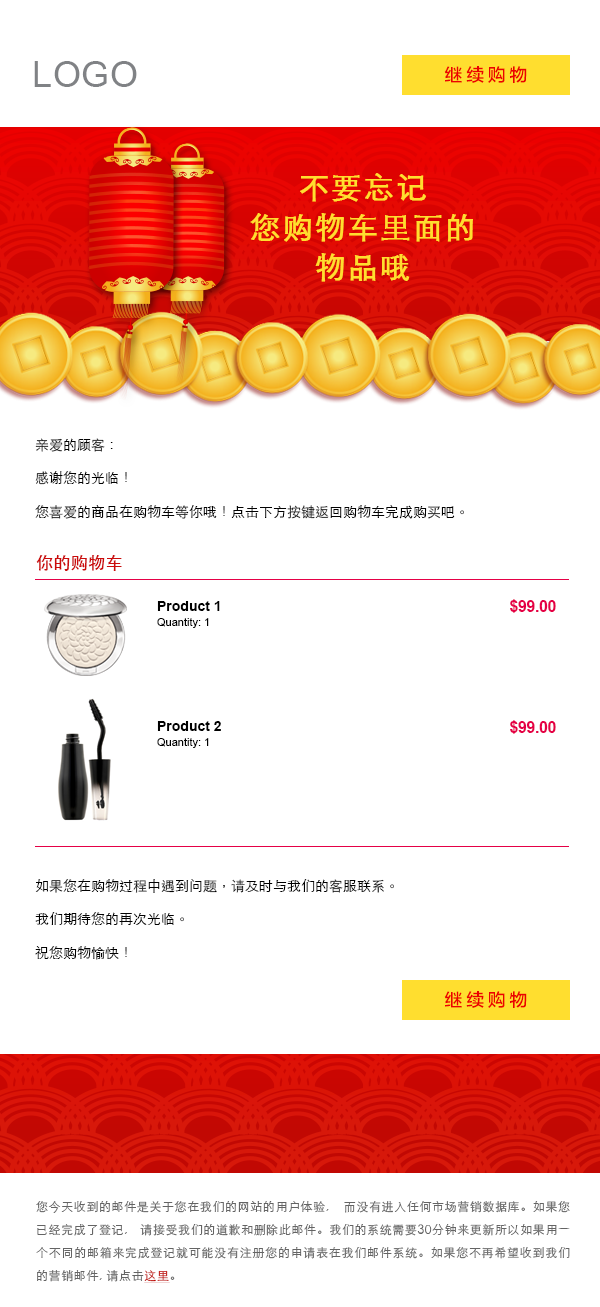 LOGO
继续购物
不要忘记
您购物车里面的
物品哦
亲爱的顾客：
感谢您的光临！
您喜爱的商品在购物车等你哦！点击下方按键返回购物车完成购买吧。
你的购物车
Product 1
$99.00
Quantity: 1
Product 2
$99.00
Quantity: 1
如果您在购物过程中遇到问题，请及时与我们的客服联系。
我们期待您的再次光临。
祝您购物愉快！
继续购物
您今天收到的邮件是关于您在我们的网站的用户体验， 而没有进入任何市场营销数据库。如果您
已经完成了登记， 请接受我们的道歉和删除此邮件。我们的系统需要30分钟来更新所以如果用一
个不同的邮箱来完成登记就可能没有注册您的申请表在我们邮件系统。如果您不再希望收到我们
的营销邮件, 请点击这里。